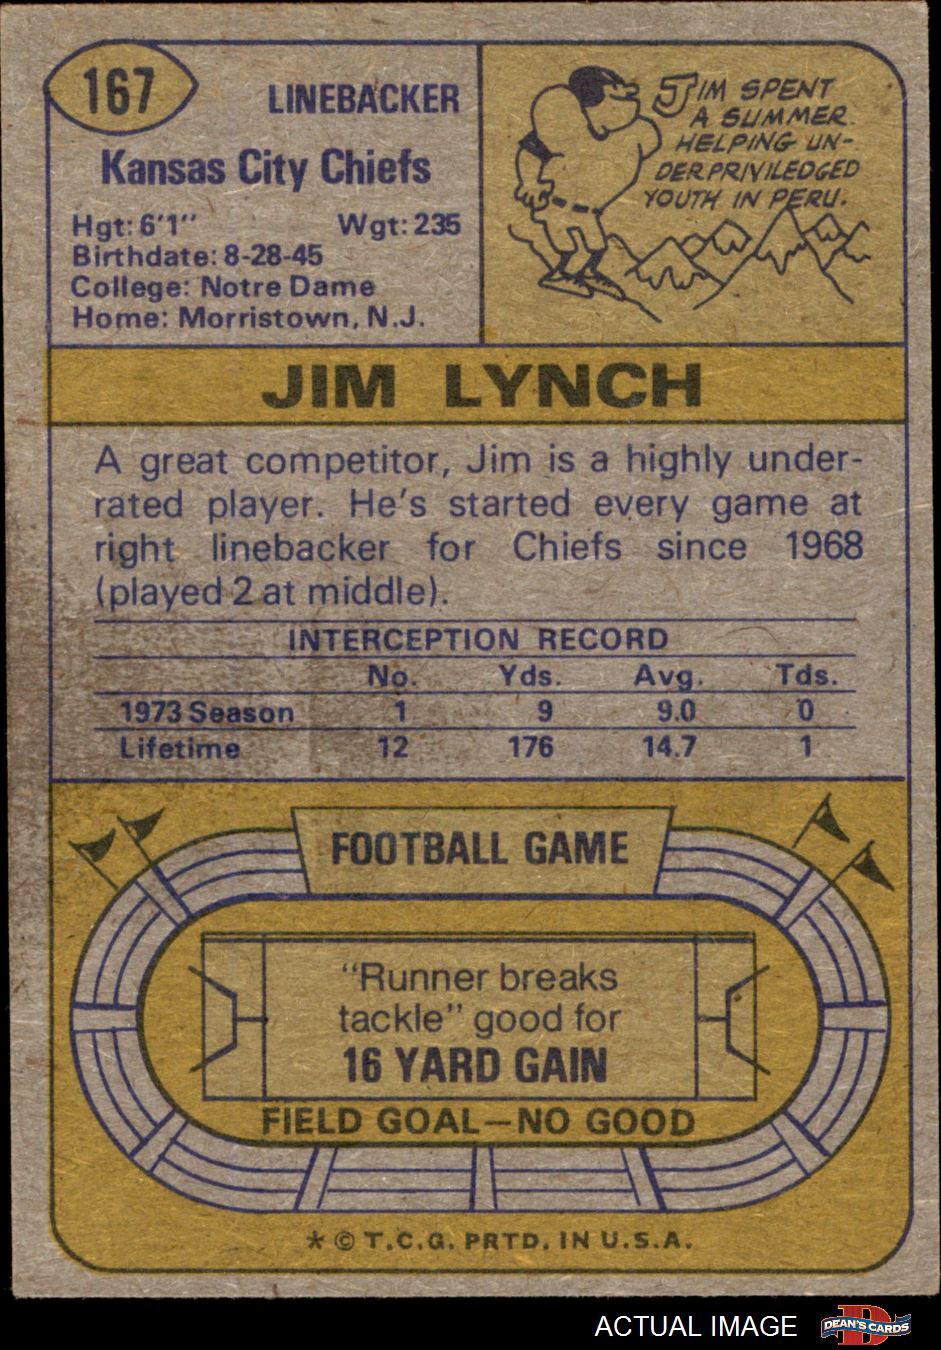 167
LINEBACKER
Kansas City Chiefs
Hgt: 6'1" Wgt: 235
Birthdate: 8-28-45
College: Notre Dame
Home: Morristown, N.J.
JIM SPENT
A SUMMER
HELPING UN-
DERPRIVILEDGED
YOUTH IN PERU.
JIM LYNCH
A great competitor, Jim is a highly under-
rated player. He's started every game at
right linebacker for Chiefs since 1968
(played 2 at middle).
INTERCEPTION RECORD
No. Yds. Avg. Tds.
1973 Season 1 9 9.0 0
Lifetime 12 176 14.7 1
FOOTBALL GAME
"Runner breaks
tackle" good for
16 YARD GAIN
FIELD GOAL—NO GOOD
* © T.C.G. PRTD. IN U.S.A.
ACTUAL IMAGE
D
DEAN'S CARDS